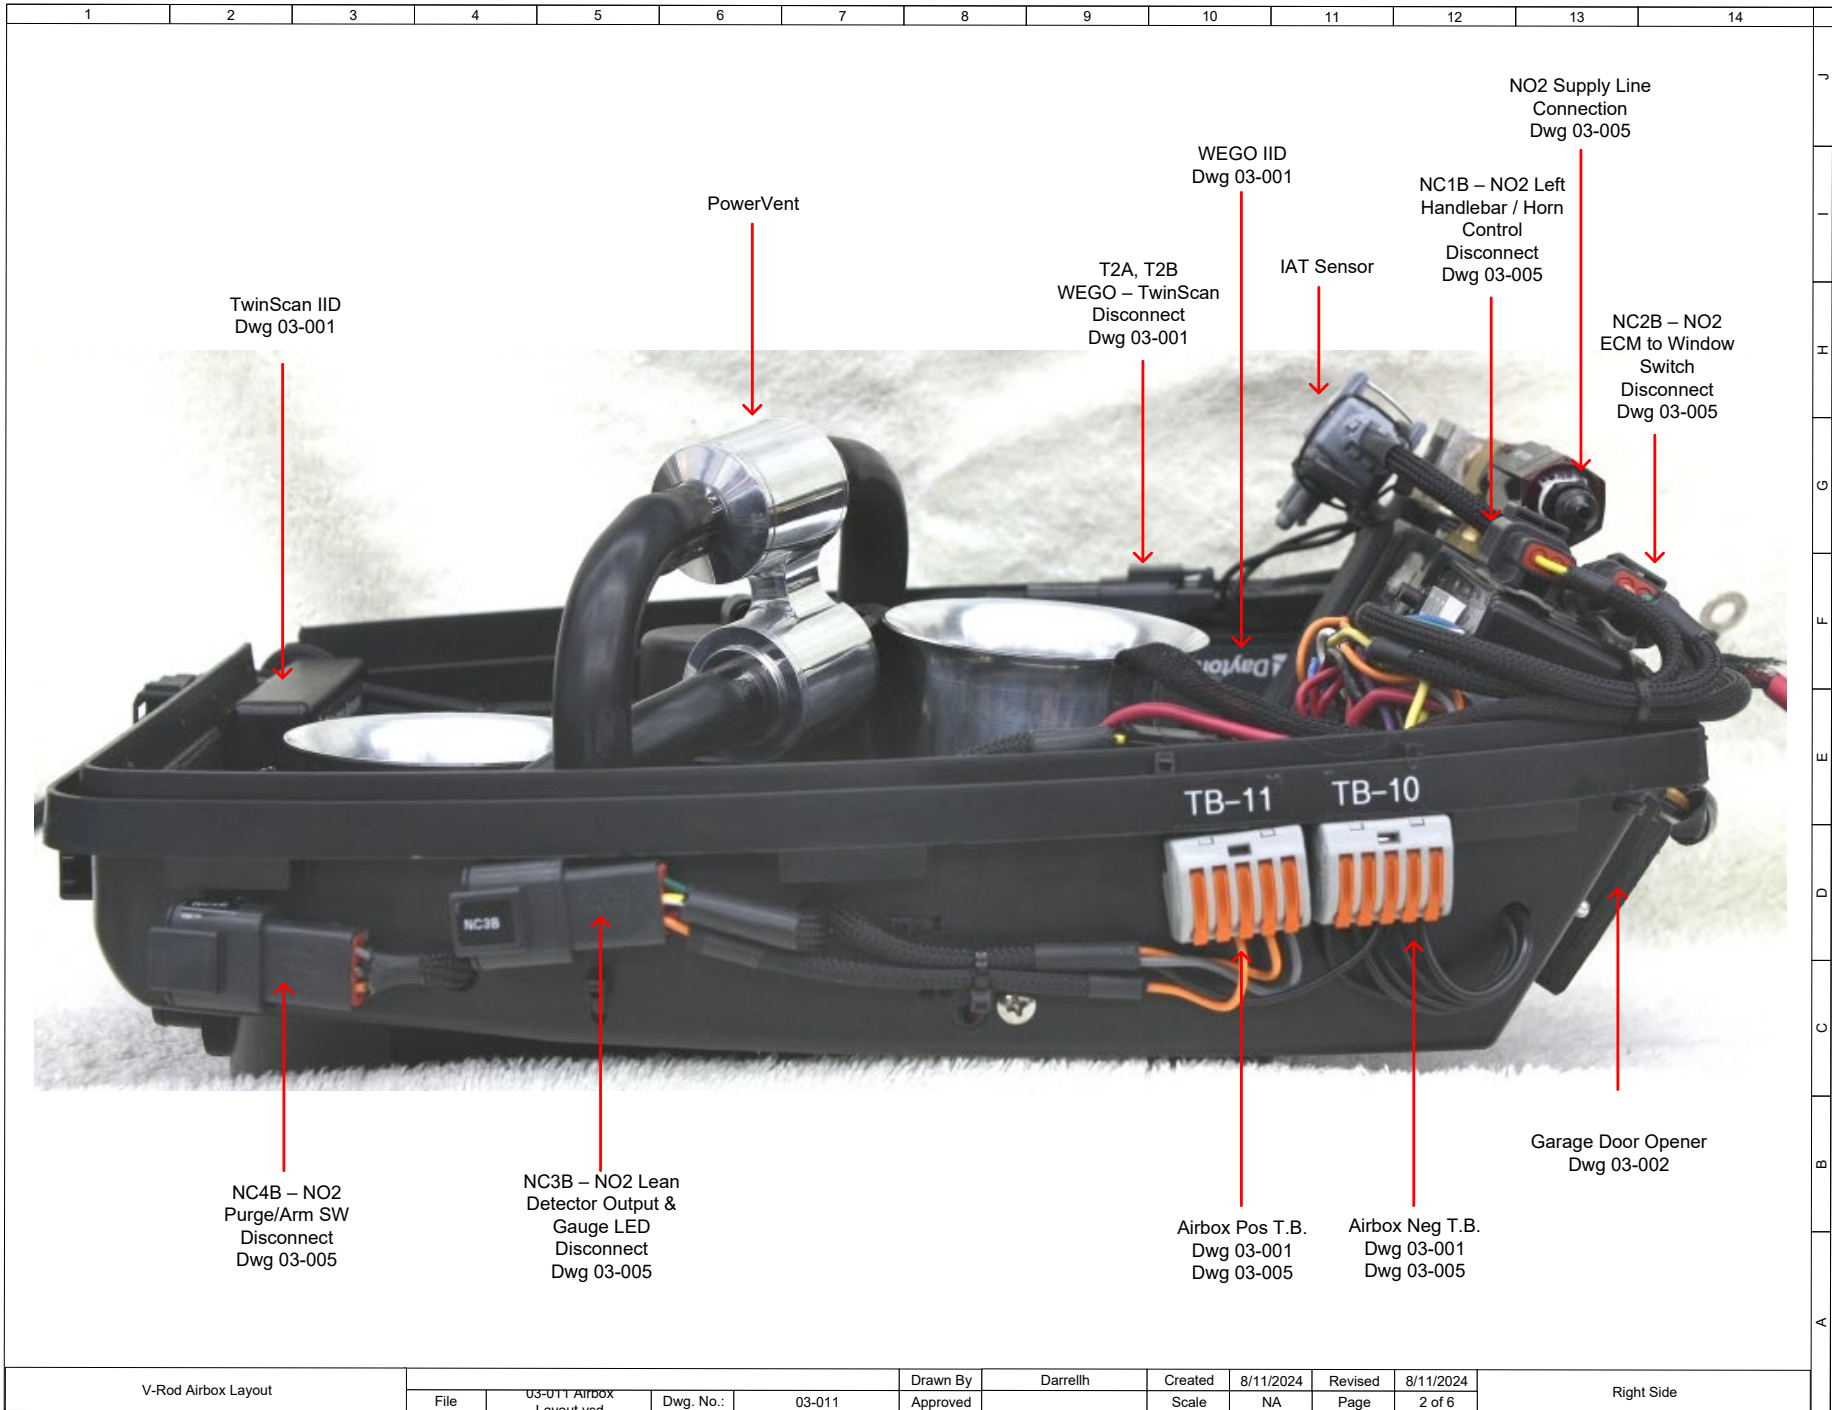 1 2 3 4 5 6 7 8 9 10 11 12 13 14
J
I
H
G
F
E
D
C
B
A
NO2 Supply Line
Connection
Dwg 03-005
WEGO IID
Dwg 03-001
NC1B – NO2 Left
Handlebar / Horn
Control
Disconnect
Dwg 03-005
PowerVent
T2A, T2B
WEGO – TwinScan
Disconnect
Dwg 03-001
IAT Sensor
TwinScan IID
Dwg 03-001
NC2B – NO2
ECM to Window
Switch
Disconnect
Dwg 03-005
Dayton
TB-11
TB-10
NC3B
Garage Door Opener
Dwg 03-002
NC4B – NO2
Purge/Arm SW
Disconnect
Dwg 03-005
NC3B – NO2 Lean
Detector Output &
Gauge LED
Disconnect
Dwg 03-005
Airbox Pos T.B.
Dwg 03-001
Dwg 03-005
Airbox Neg T.B.
Dwg 03-001
Dwg 03-005
V-Rod Airbox Layout
Drawn By Darrellh Created 8/11/2024 Revised 8/11/2024
File 03-011 Airbox Layout.vsd Dwg. No.: 03-011 Approved Scale NA Page 2 of 6
Right Side